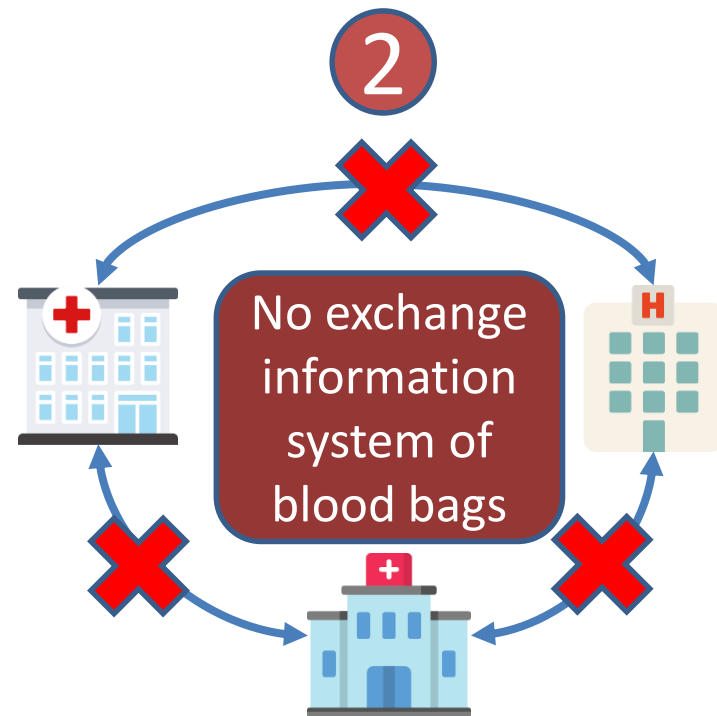 2
H
No exchange
information
system of
blood bags